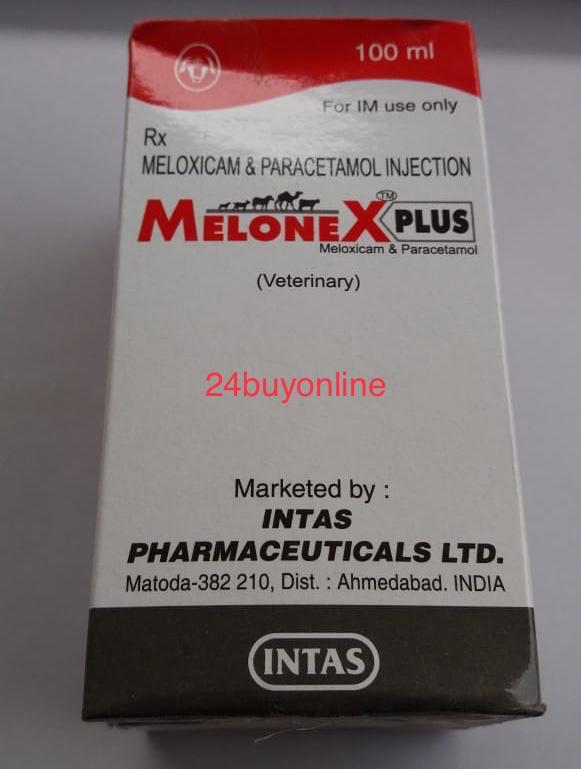 100 ml
For IM use only
Rx
MELOXICAM & PARACETAMOL INJECTION
MELONEX PLUS TM
Meloxicam & Paracetamol
(Veterinary)
24buyonline
Marketed by :
INTAS
PHARMACEUTICALS LTD.
Matoda-382 210, Dist. : Ahmedabad. INDIA
INTAS